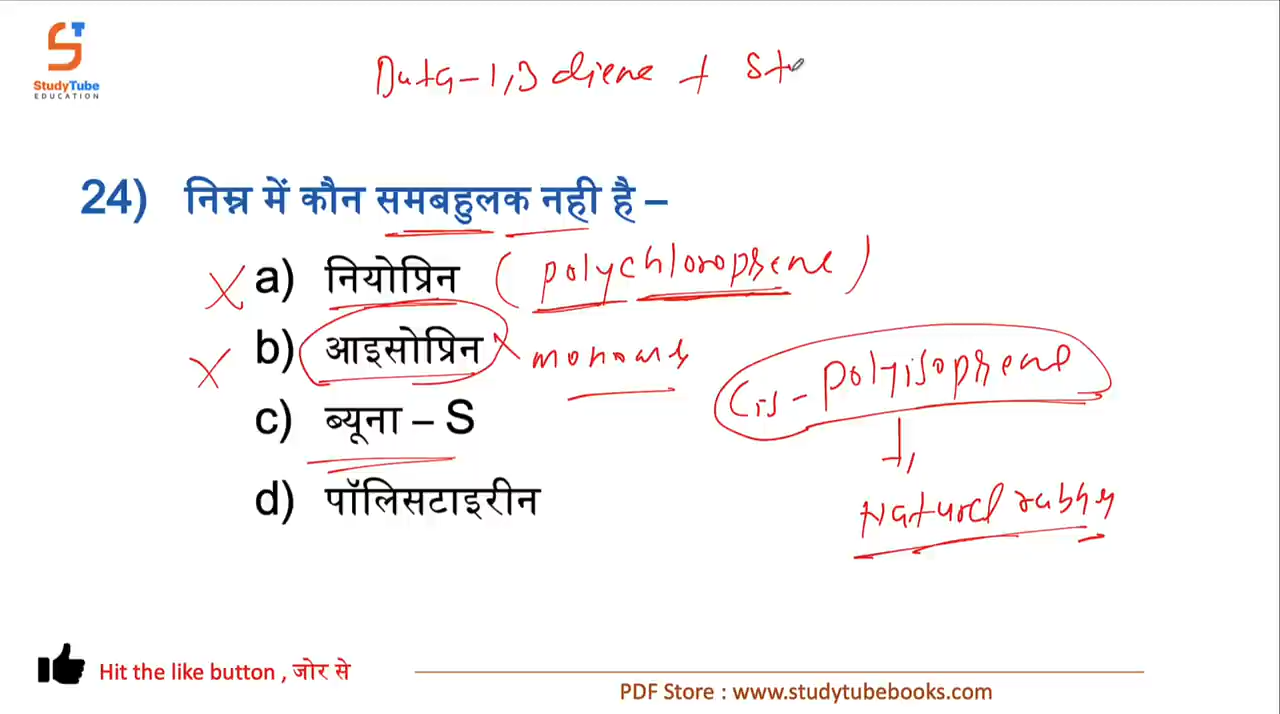 StudyTube
EDUCATION
Buta-1,3 diene + St
24) निम्न में कौन समबहुलक नही है –
X a) नियोप्रिन (polychloroprene)
X b) आइसोप्रिन x monomer
Cis-polyisoprene
c) ब्यूना – S
Natural rubber
d) पॉलिसटाइरीन
Hit the like button , जोर से
PDF Store : www.studytubebooks.com